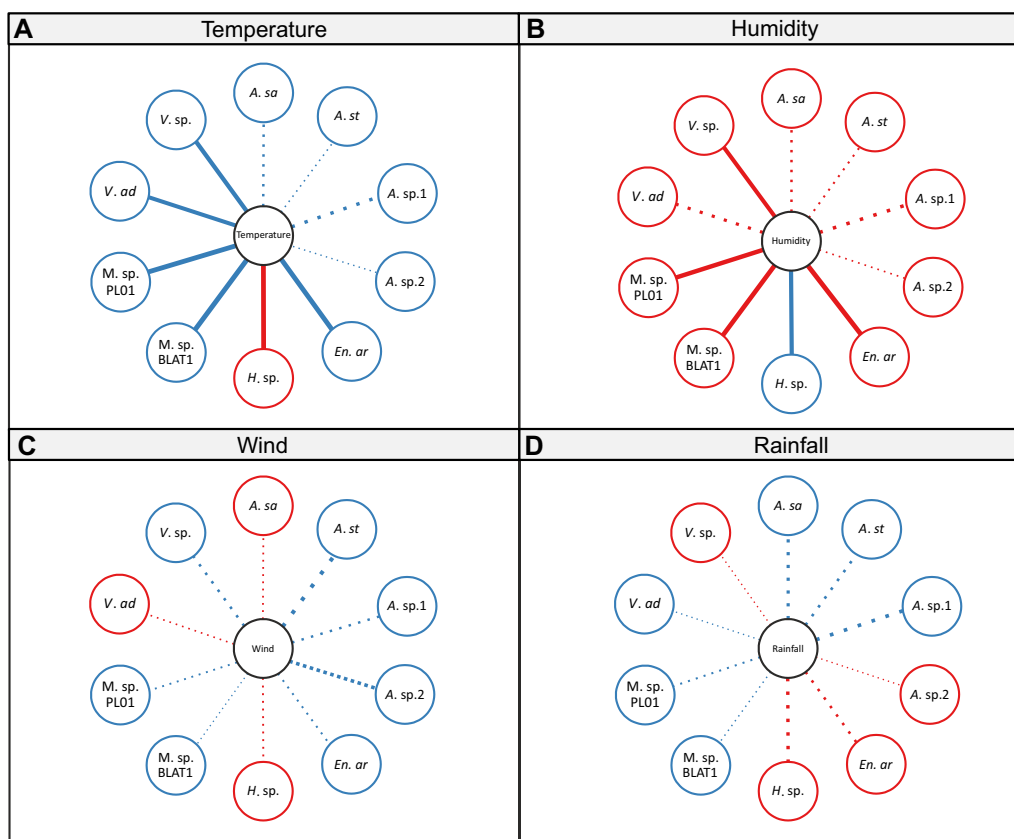 A Temperature
A. sa
A. st
V. sp.
V. ad
A. sp.1
Temperature
M. sp.
PL01
A. sp.2
M. sp.
BLAT1
En. ar
H. sp.
B Humidity
A. sa
A. st
V. sp.
V. ad
A. sp.1
Humidity
M. sp.
PL01
A. sp.2
M. sp.
BLAT1
En. ar
H. sp.
C Wind
A. sa
A. st
V. sp.
V. ad
A. sp.1
Wind
M. sp.
PL01
A. sp.2
M. sp.
BLAT1
En. ar
H. sp.
D Rainfall
A. sa
A. st
V. sp.
V. ad
A. sp.1
Rainfall
M. sp.
PL01
A. sp.2
M. sp.
BLAT1
En. ar
H. sp.